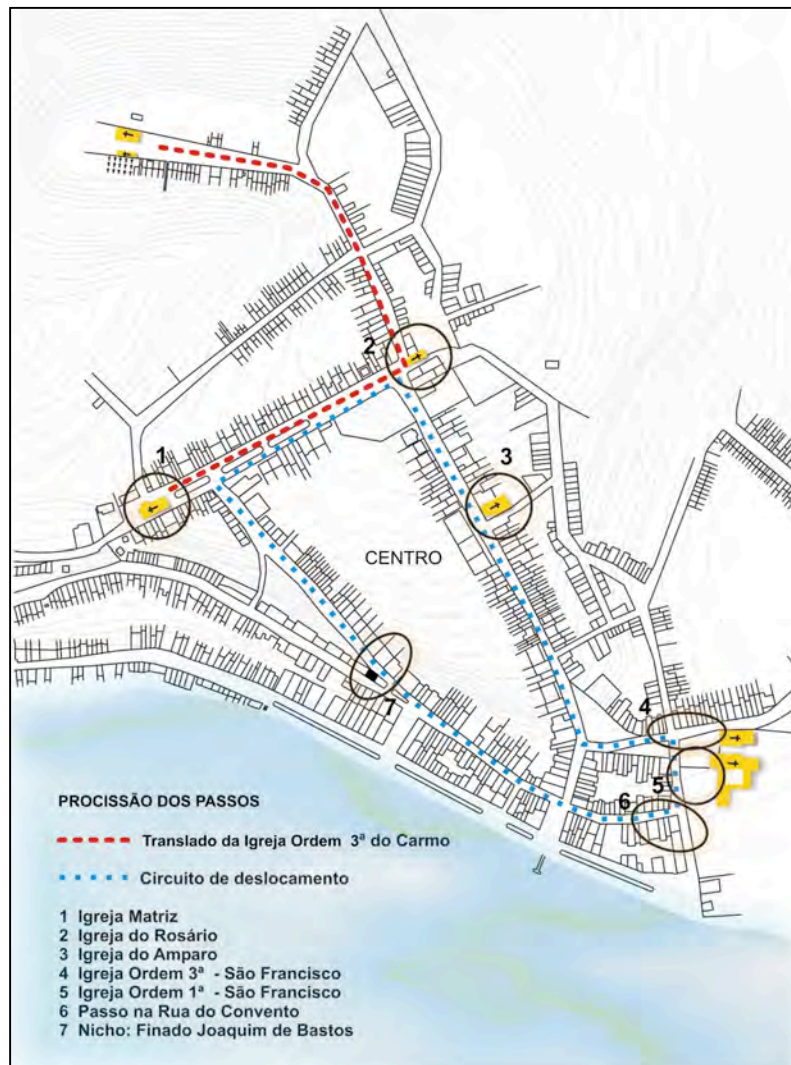 2
1
3
CENTRO
4
7
5
6
PROCISSÃO DOS PASSOS
Translado da Igreja Ordem 3ª do Carmo
Circuito de deslocamento
1 Igreja Matriz
2 Igreja do Rosário
3 Igreja do Amparo
4 Igreja Ordem 3ª - São Francisco
5 Igreja Ordem 1ª - São Francisco
6 Passo na Rua do Convento
7 Nicho: Finado Joaquim de Bastos